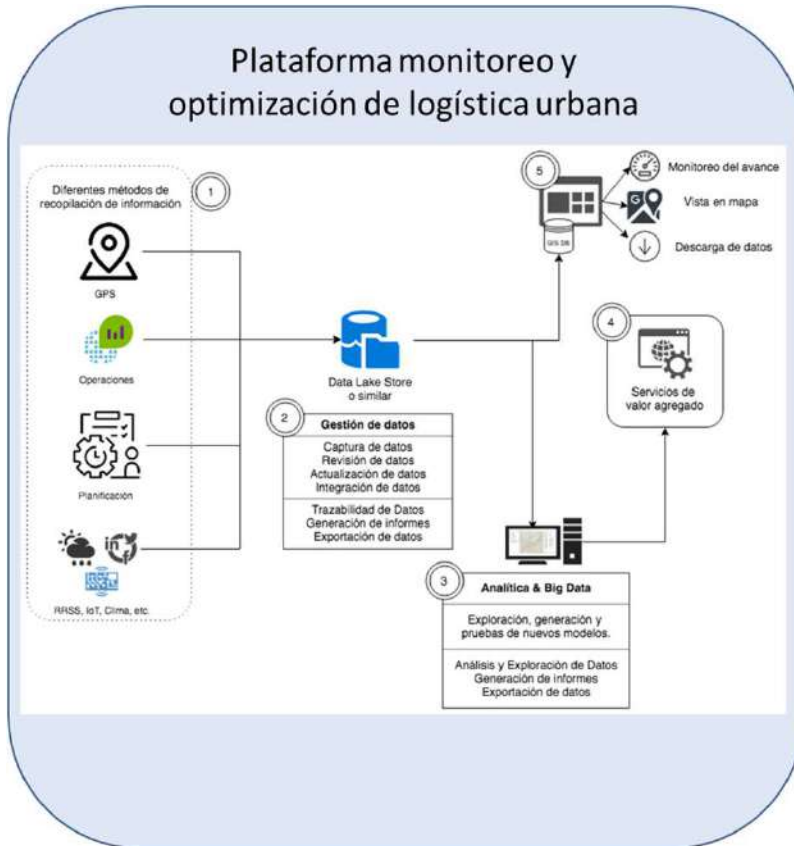 Plataforma monitoreo y
optimización de logística urbana
Diferentes métodos de
recopilación de información
1
GPS
Operaciones
Planificación
in
f
RRSS, IoT, Clima, etc.
Data Lake Store
o similar
2
Gestión de datos
Captura de datos
Revisión de datos
Actualización de datos
Integración de datos
Trazabilidad de Datos
Generación de informes
Exportación de datos
3
Analítica & Big Data
Exploración, generación y
pruebas de nuevos modelos.
Análisis y Exploración de Datos
Generación de informes
Exportación de datos
4
Servicios de
valor agregado
5
GIS DB
Monitoreo del avance
G
Vista en mapa
Descarga de datos